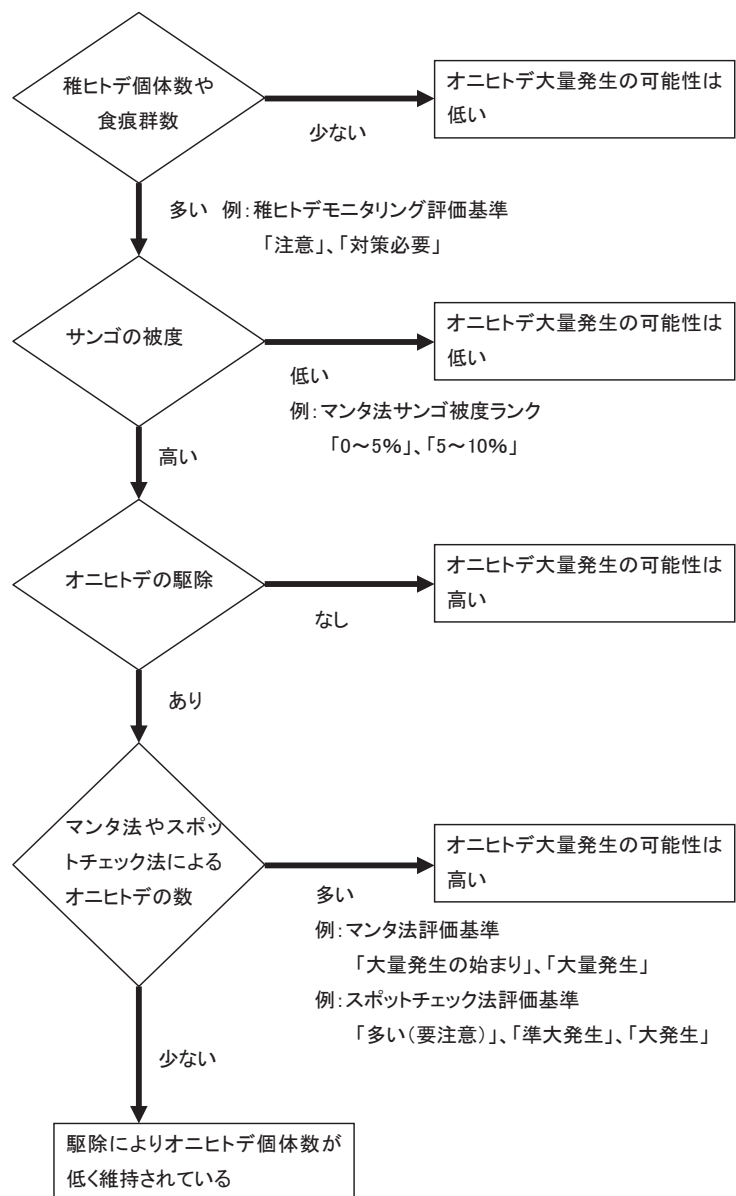 稚ヒトデ個体数や
食痕群数
少ない
オニヒトデ大量発生の可能性は
低い
多い 例:稚ヒトデモニタリング評価基準
「注意」、「対策必要」
サンゴの被度
オニヒトデ大量発生の可能性は
低い
低い
例:マンタ法サンゴ被度ランク
「0～5%」、「5～10%」
高い
オニヒトデの駆除
オニヒトデ大量発生の可能性は
高い
なし
あり
マンタ法やスポッ
トチェック法による
オニヒトデの数
オニヒトデ大量発生の可能性は
高い
多い
例:マンタ法評価基準
「大量発生の始まり」、「大量発生」
例:スポットチェック法評価基準
「多い(要注意)」、「準大発生」、「大発生」
少ない
駆除によりオニヒトデ個体数が
低く維持されている